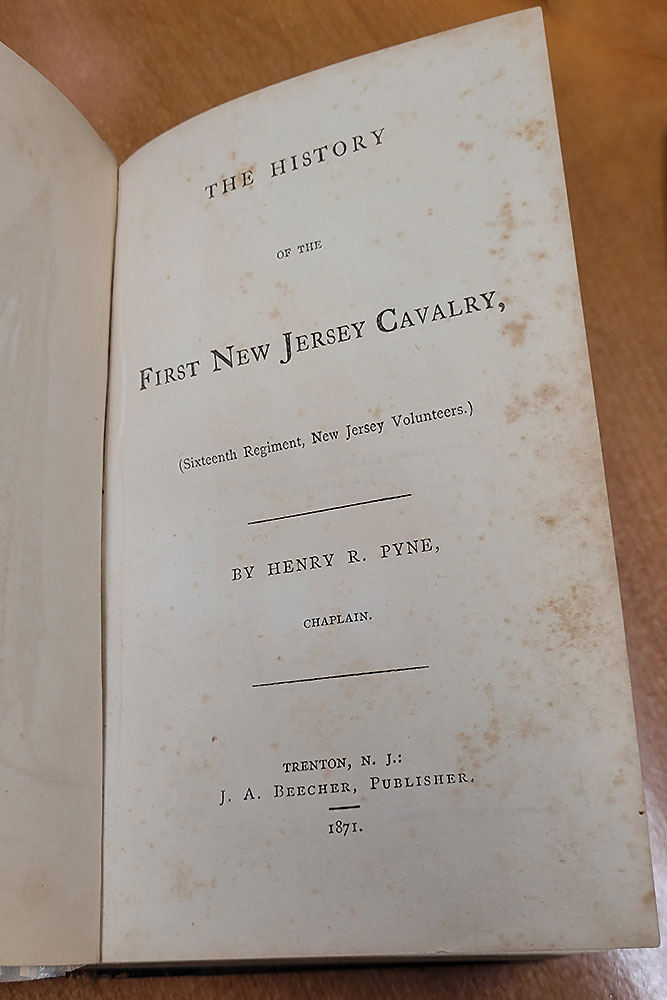 THE HISTORY
OF THE
FIRST NEW JERSEY CAVALRY,
(Sixteenth Regiment, New Jersey Volunteers.)
BY HENRY R. PYNE,
CHAPLAIN.
TRENTON, N. J.:
J. A. BEECHER, PUBLISHER.
1871.